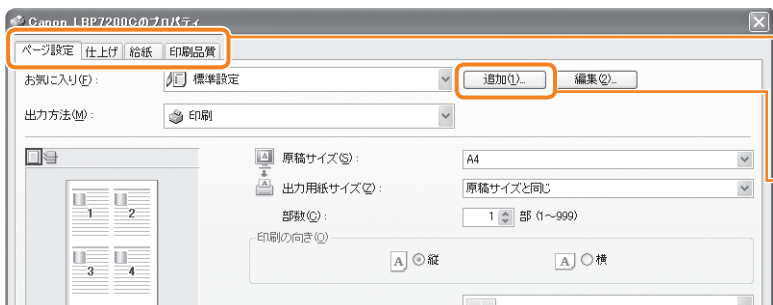 Canon LBP7200Cのプロパティ
ページ設定 仕上げ 給紙 印刷品質
お気に入り(F): 標準設定 追加(1)... 編集(2)...
出力方法(M): 印刷
原稿サイズ(S): A4
出力用紙サイズ(Z): 原稿サイズと同じ
1 2
部数(C): 1 部 (1~999)
印刷の向き(O)
3 4
A 縦 A 横